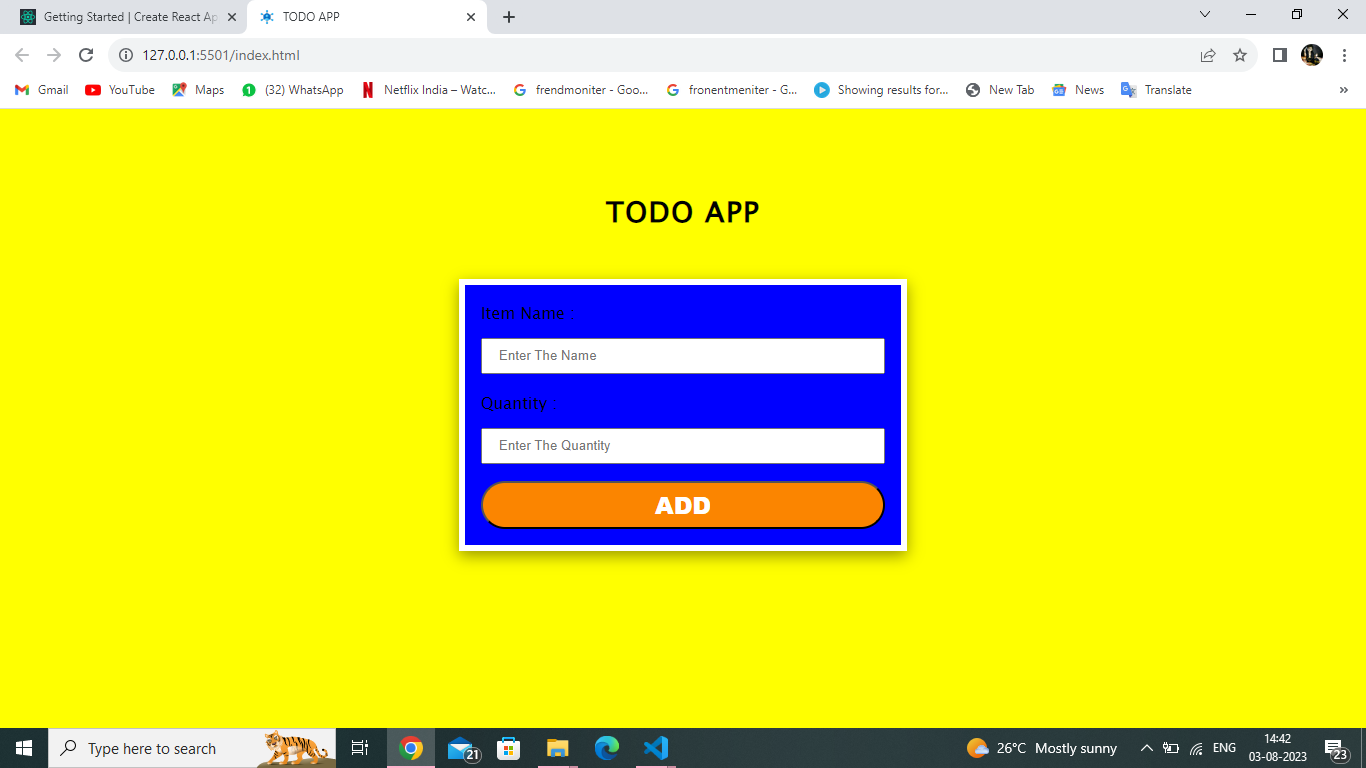 Getting Started | Create React Ap
TODO APP
127.0.0.1:5501/index.html
Gmail
YouTube
Maps
(32) WhatsApp
Netflix India – Watc...
frendmoniter - Goo...
fronentmeniter - G...
Showing results for...
New Tab
News
Translate
»
TODO APP
Item Name :
Enter The Name
Quantity :
Enter The Quantity
ADD
Type here to search
21
26°C Mostly sunny
ENG
14:42
03-08-2023
23